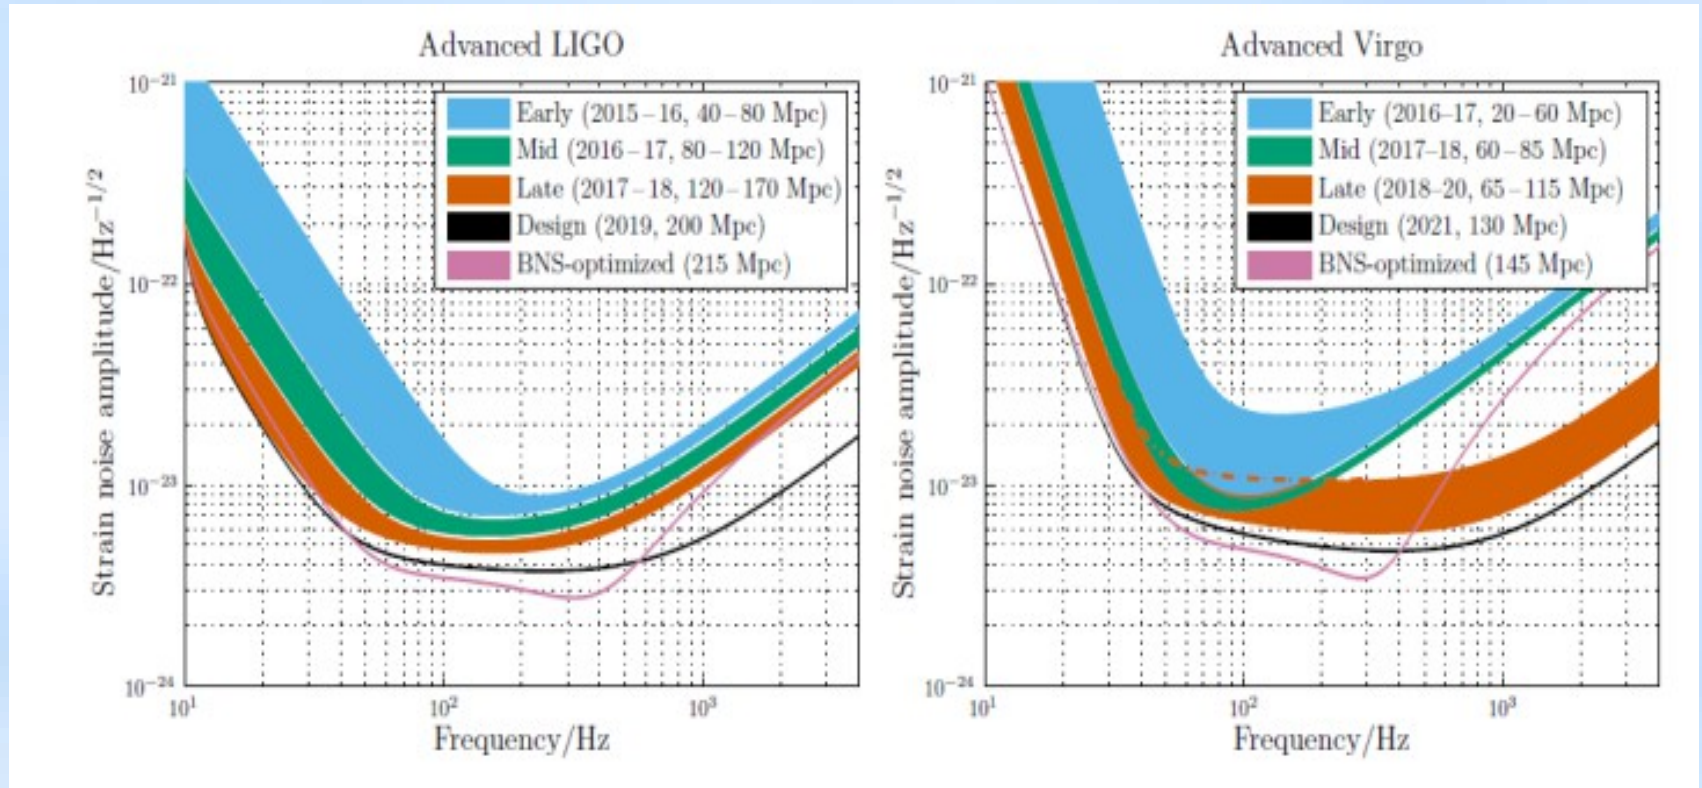 Advanced LIGO
10⁻²¹
10⁻²²
10⁻²³
10⁻²⁴
Strain noise amplitude/Hz⁻¹/²
Early (2015–16, 40–80 Mpc)
Mid (2016–17, 80–120 Mpc)
Late (2017–18, 120–170 Mpc)
Design (2019, 200 Mpc)
BNS-optimized (215 Mpc)
10¹ 10² 10³
Frequency/Hz
Advanced Virgo
10⁻²¹
10⁻²²
10⁻²³
10⁻²⁴
Strain noise amplitude/Hz⁻¹/²
Early (2016–17, 20–60 Mpc)
Mid (2017-18, 60–85 Mpc)
Late (2018–20, 65–115 Mpc)
Design (2021, 130 Mpc)
BNS-optimized (145 Mpc)
10¹ 10² 10³
Frequency/Hz